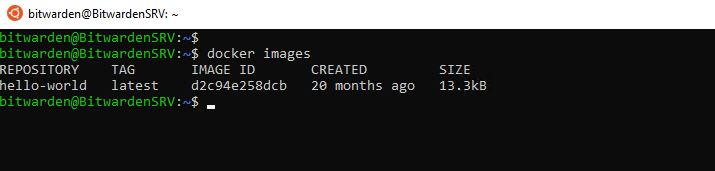 bitwarden@BitwardenSRV: ~
bitwarden@BitwardenSRV:~$
bitwarden@BitwardenSRV:~$ docker images
REPOSITORY TAG IMAGE ID CREATED SIZE
hello-world latest d2c94e258dcb 20 months ago 13.3kB
bitwarden@BitwardenSRV:~$